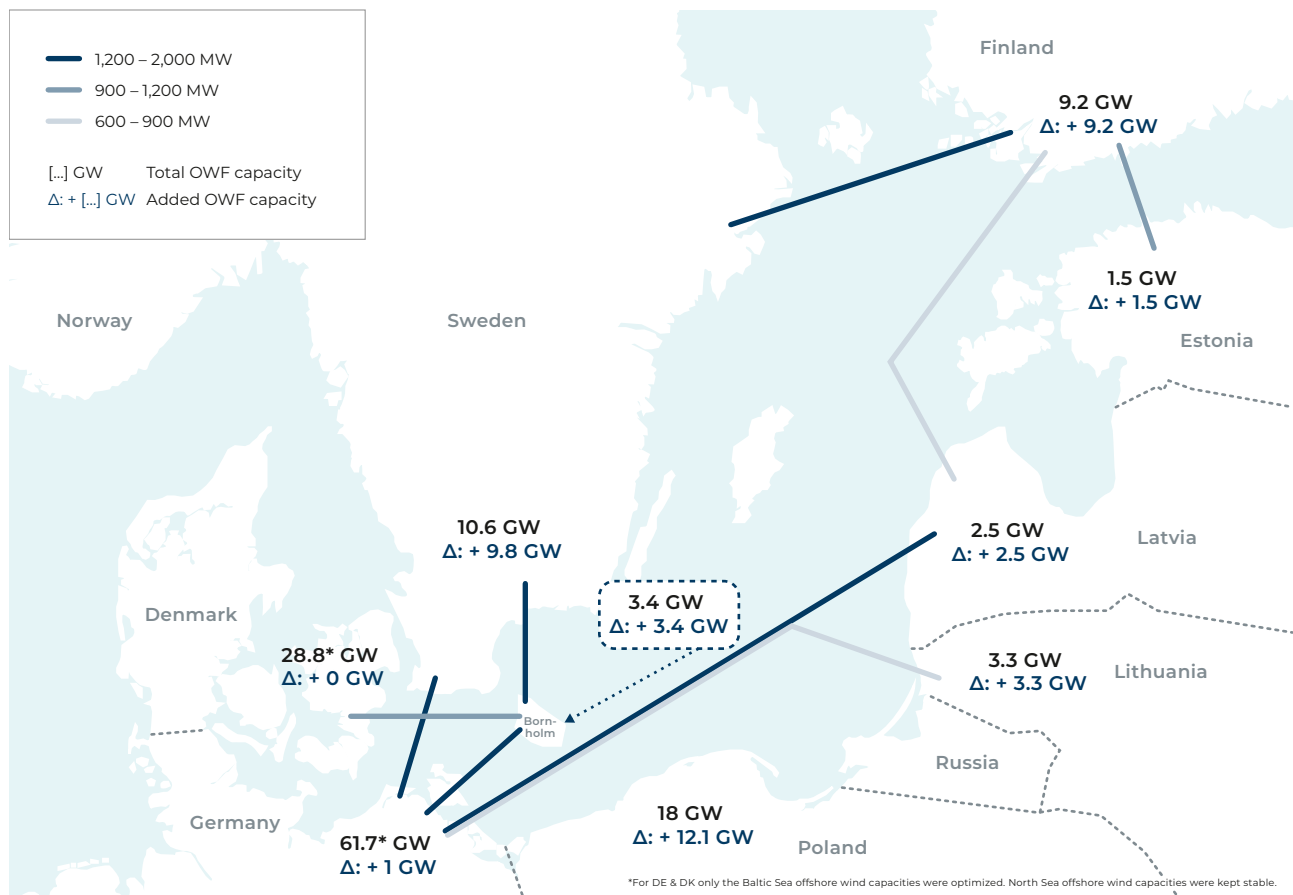 1,200 – 2,000 MW
900 – 1,200 MW
600 – 900 MW
[...] GW Total OWF capacity
Δ: + [...] GW Added OWF capacity
Finland
9.2 GW
Δ: + 9.2 GW
1.5 GW
Δ: + 1.5 GW
Estonia
Norway
Sweden
10.6 GW
Δ: + 9.8 GW
2.5 GW
Δ: + 2.5 GW
Latvia
Denmark
3.4 GW
Δ: + 3.4 GW
28.8* GW
Δ: + 0 GW
3.3 GW
Δ: + 3.3 GW
Lithuania
Born-
holm
Russia
Germany
61.7* GW
Δ: + 1 GW
18 GW
Δ: + 12.1 GW
Poland
*For DE & DK only the Baltic Sea offshore wind capacities were optimized. North Sea offshore wind capacities were kept stable.